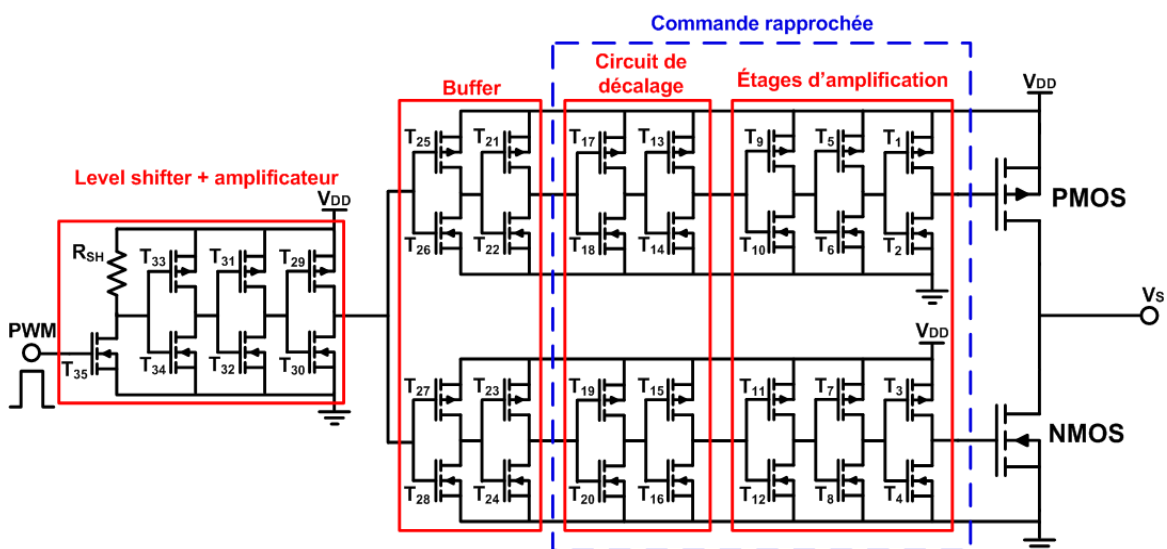 Commande rapprochée
Circuit de
décalage
Étages d'amplification
Buffer
Level shifter + amplificateur
VDD
VDD
T25
T21
T17
T13
T9
T5
T1
PMOS
T26
T22
T18
T14
T10
T6
T2
RSH
T33
T31
T29
PWM
T35
T34
T32
T30
VS
VDD
T27
T23
T19
T15
T11
T7
T3
NMOS
T28
T24
T20
T16
T12
T8
T4